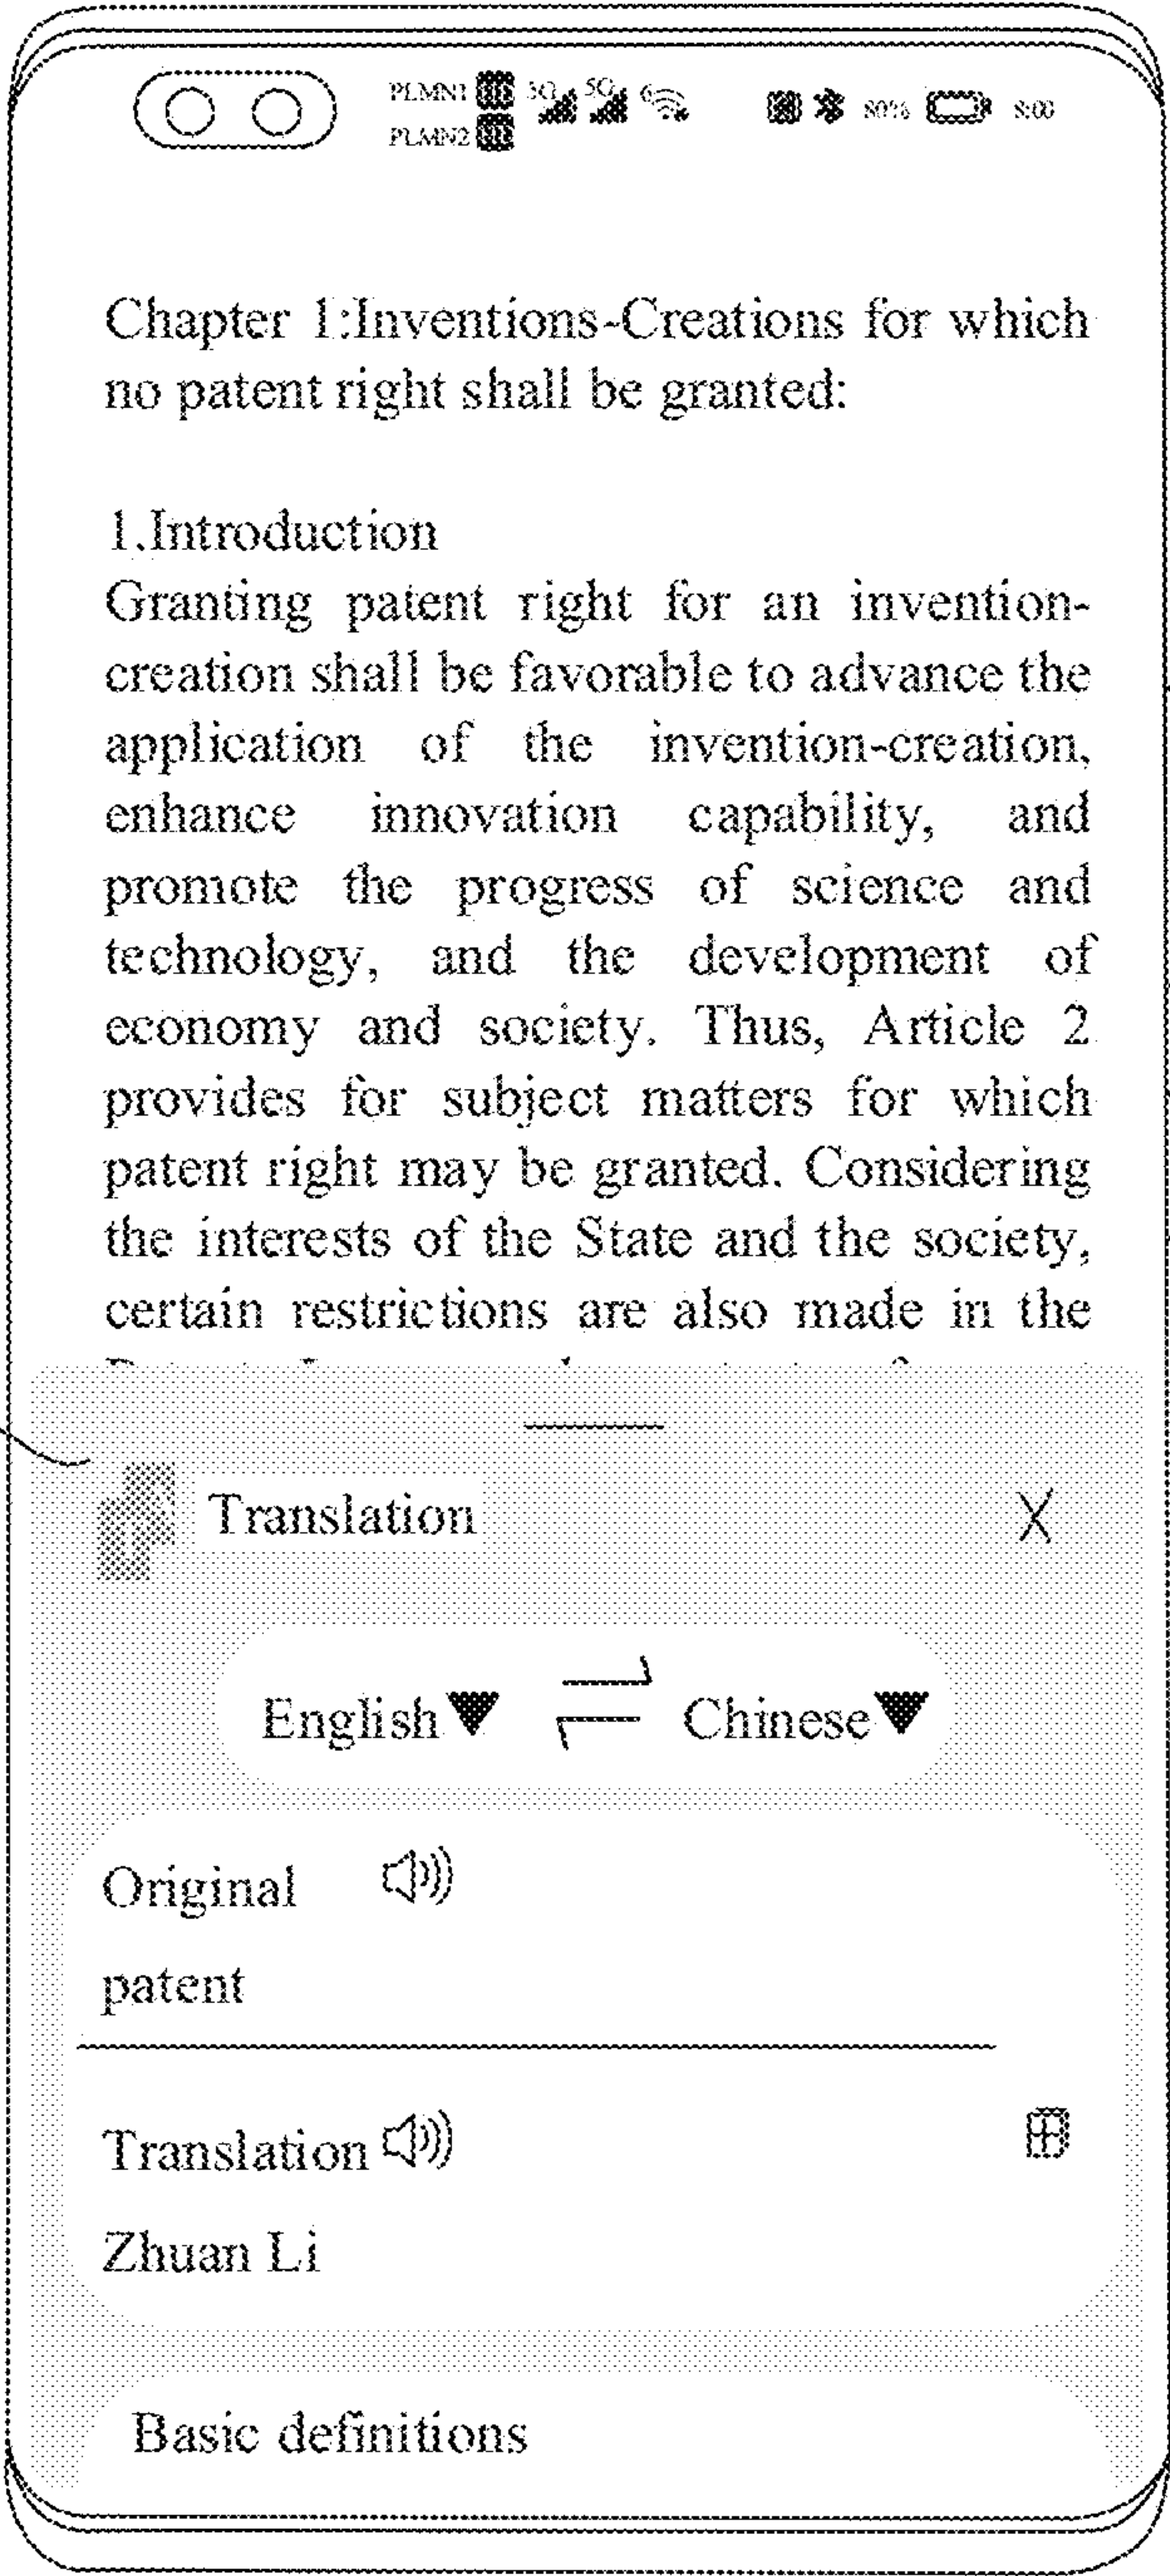 PLMN1
PLMN2
3G 5G 6
80% 8:00
Chapter 1:Inventions-Creations for which
no patent right shall be granted:
1.Introduction
Granting patent right for an invention-
creation shall be favorable to advance the
application of the invention-creation,
enhance innovation capability, and
promote the progress of science and
technology, and the development of
economy and society. Thus, Article 2
provides for subject matters for which
patent right may be granted. Considering
the interests of the State and the society,
certain restrictions are also made in the
Translation X
English Chinese
Original
patent
Translation
Zhuan Li
Basic definitions